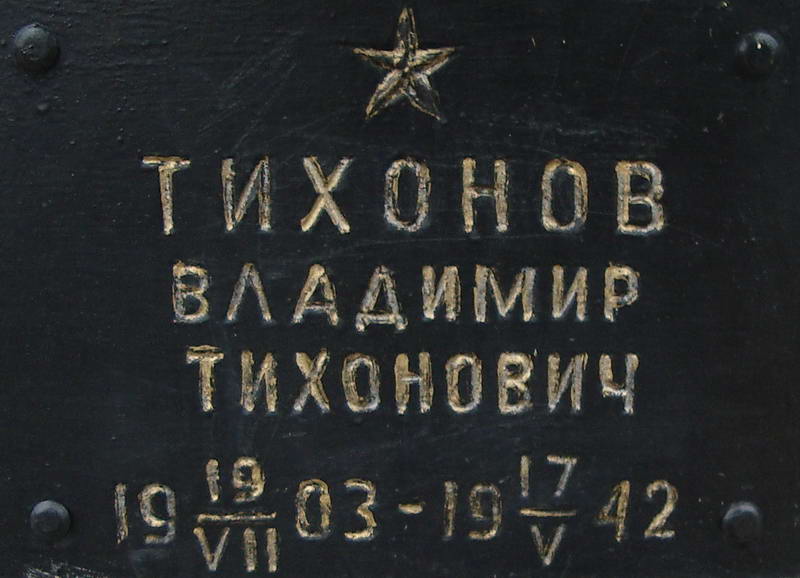 ТИХОНОВ
ВЛАДИМИР
ТИХОНОВИЧ
19 19/VII 03 - 19 17/V 42